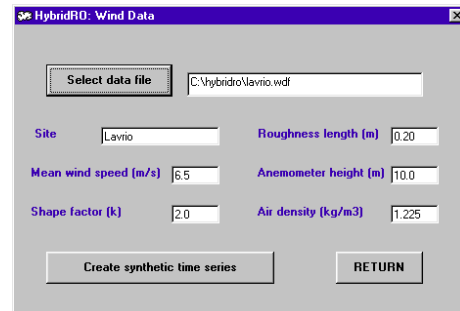 HybridRO: Wind Data
Select data file C:\hybridro\lavrio.wdf
Site Lavrio Roughness length (m) 0.20
Mean wind speed (m/s) 6.5 Anemometer height (m) 10.0
Shape factor (k) 2.0 Air density (kg/m3) 1.225
Create synthetic time series RETURN